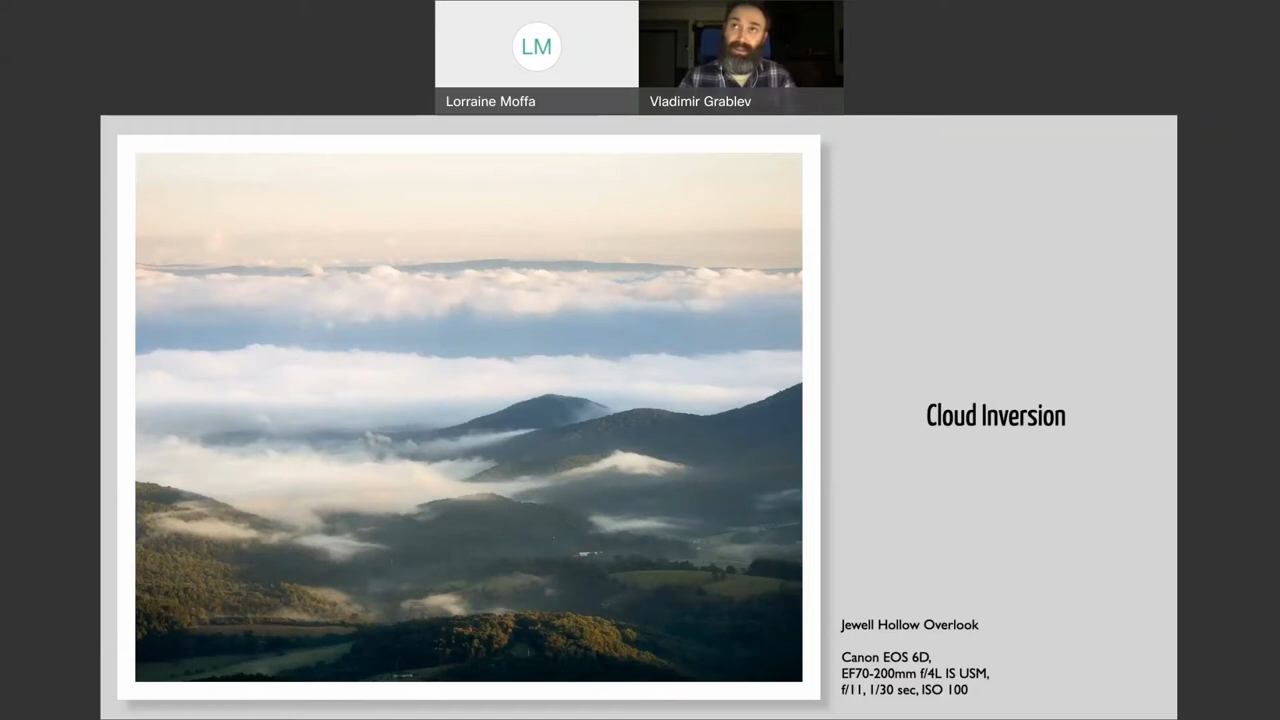 LM
Lorraine Moffa
Vladimir Grablev
Cloud Inversion
Jewell Hollow Overlook
Canon EOS 6D,
EF70-200mm f/4L IS USM,
f/11, 1/30 sec, ISO 100